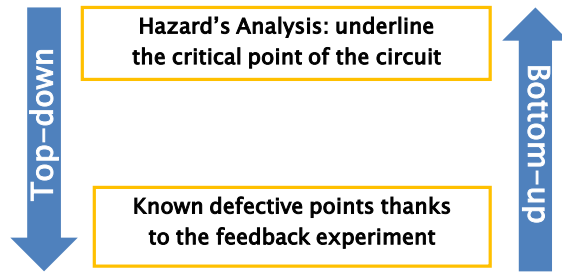 Hazard's Analysis: underline
the critical point of the circuit
Top-down
Bottom-up
Known defective points thanks
to the feedback experiment